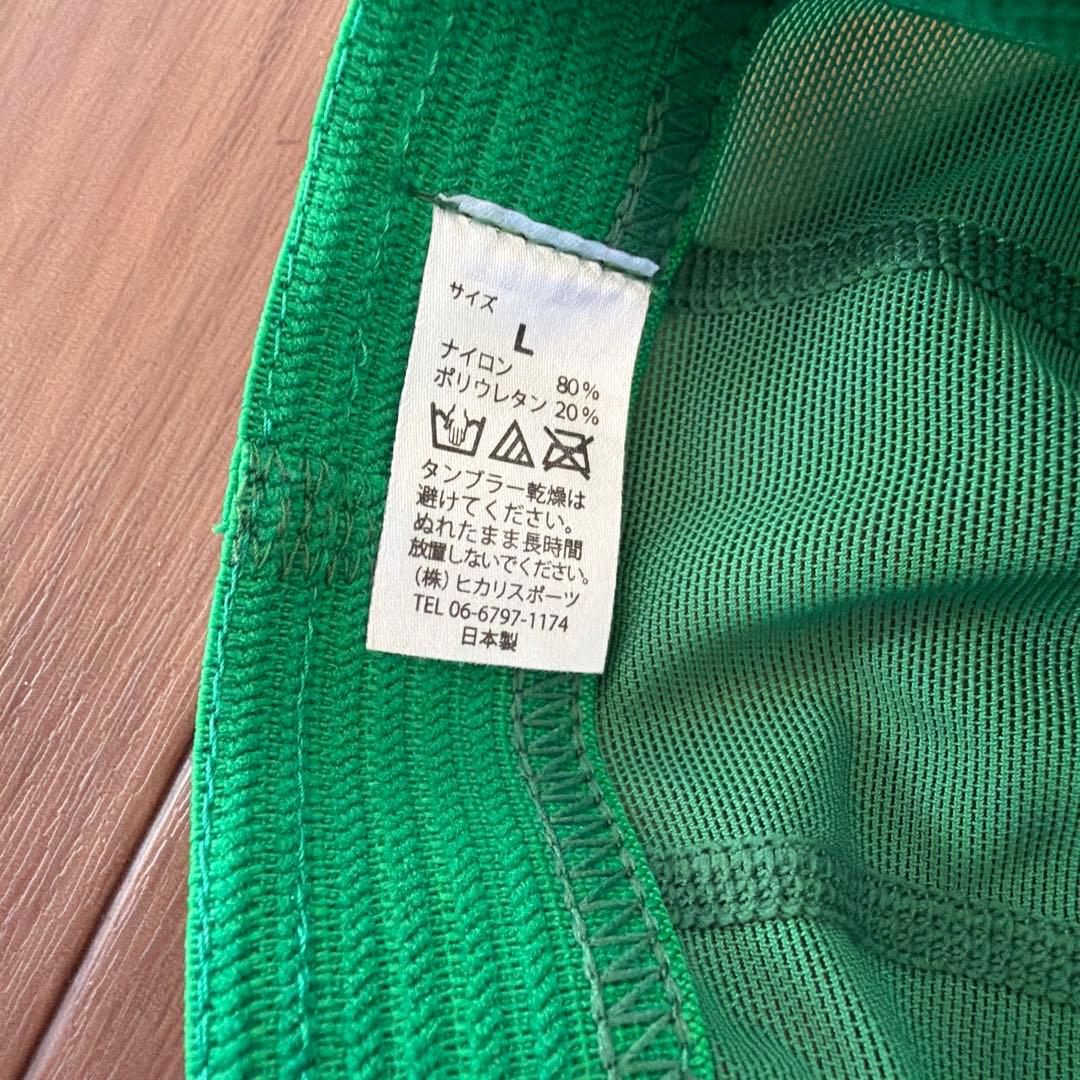 サイズ
L
ナイロン 80%
ポリウレタン 20%
タンブラー乾燥は
避けてください。
ぬれたまま長時間
放置しないでください。
(株)ヒカリスポーツ
TEL 06-6797-1174
日本製